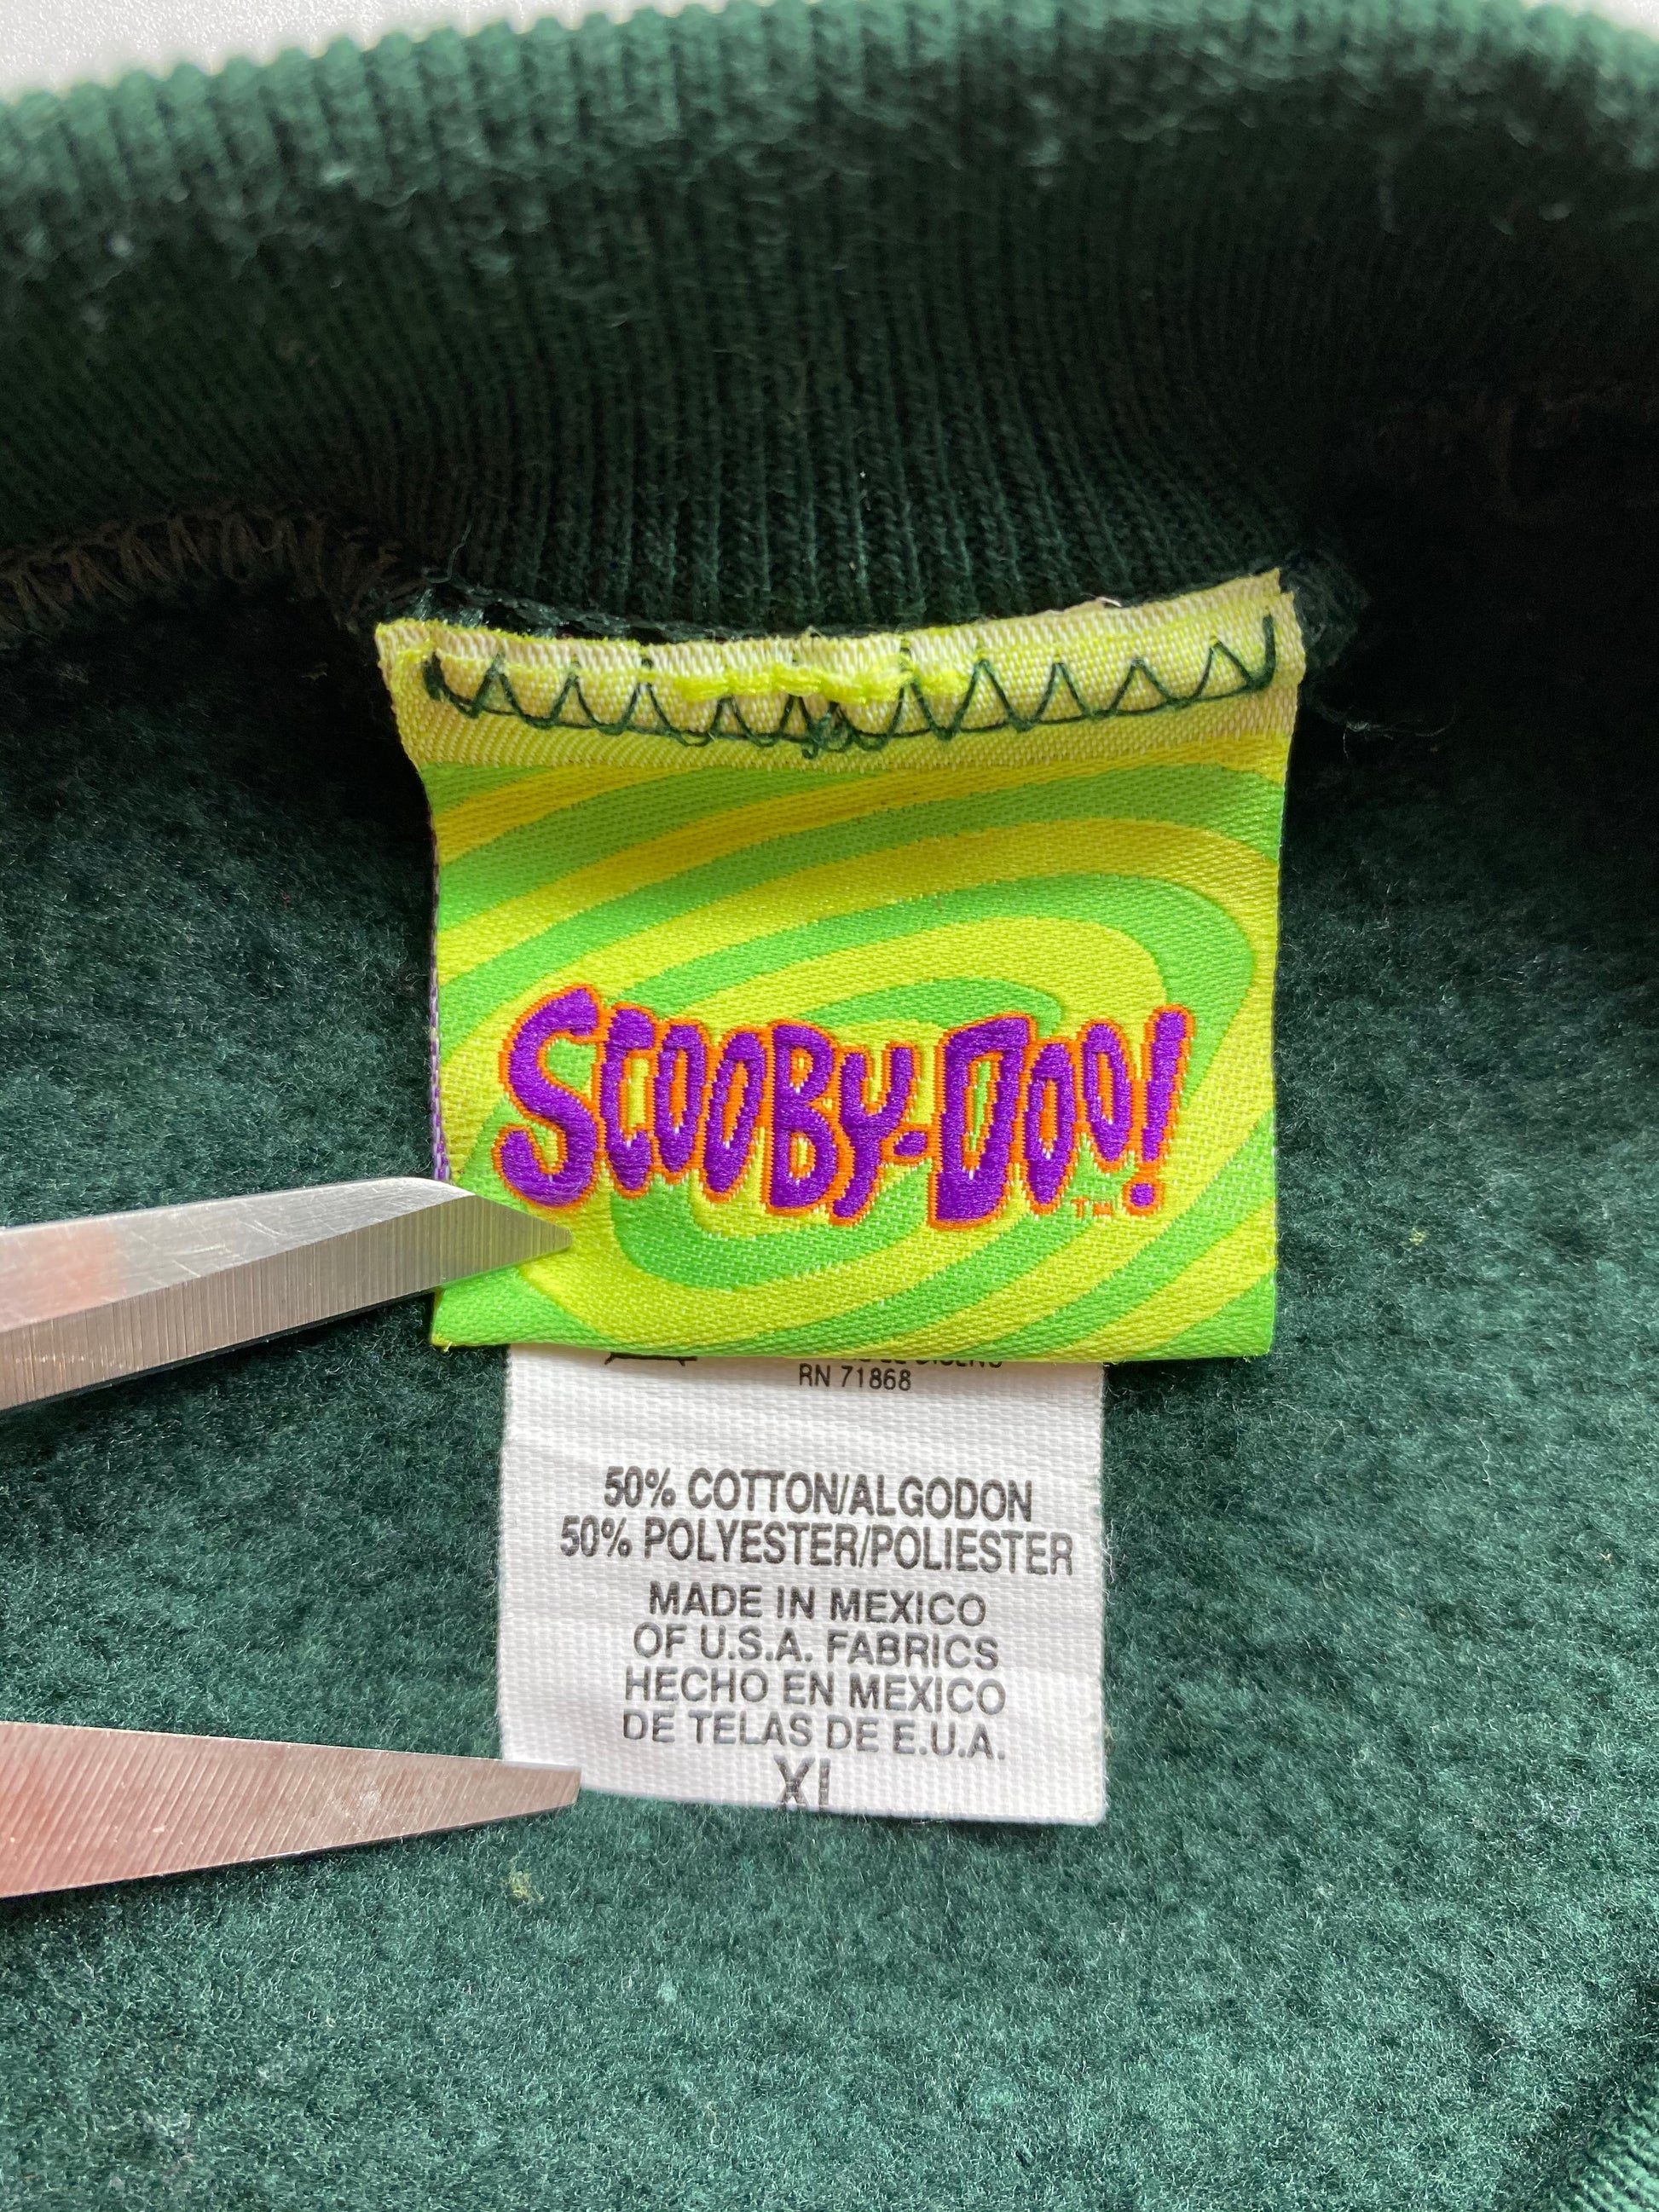 SCOOBY-DOO!
TM
RN 71868
50% COTTON/ALGODON
50% POLYESTER/POLIESTER
MADE IN MEXICO
OF U.S.A. FABRICS
HECHO EN MEXICO
DE TELAS DE E.U.A.
XL